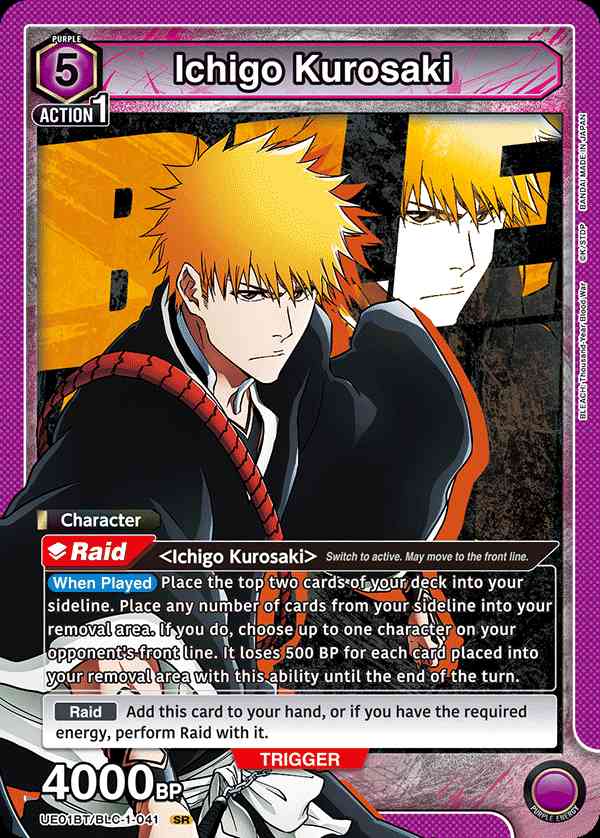 PURPLE
5
Ichigo Kurosaki
ACTION 1
BLE
Character
Raid <Ichigo Kurosaki> Switch to active. May move to the front line.
When Played Place the top two cards of your deck into your
sideline. Place any number of cards from your sideline into your
removal area. If you do, choose up to one character on your
opponent's front line. It loses 500 BP for each card placed into
your removal area with this ability until the end of the turn.
Raid Add this card to your hand, or if you have the required
energy, perform Raid with it.
TRIGGER
4000 BP
UE01BT/BLC-1-041 SR
PURPLE ENERGY
BLEACH: Thousand-Year Blood War ©K/STDP BANDAI MADE IN JAPAN